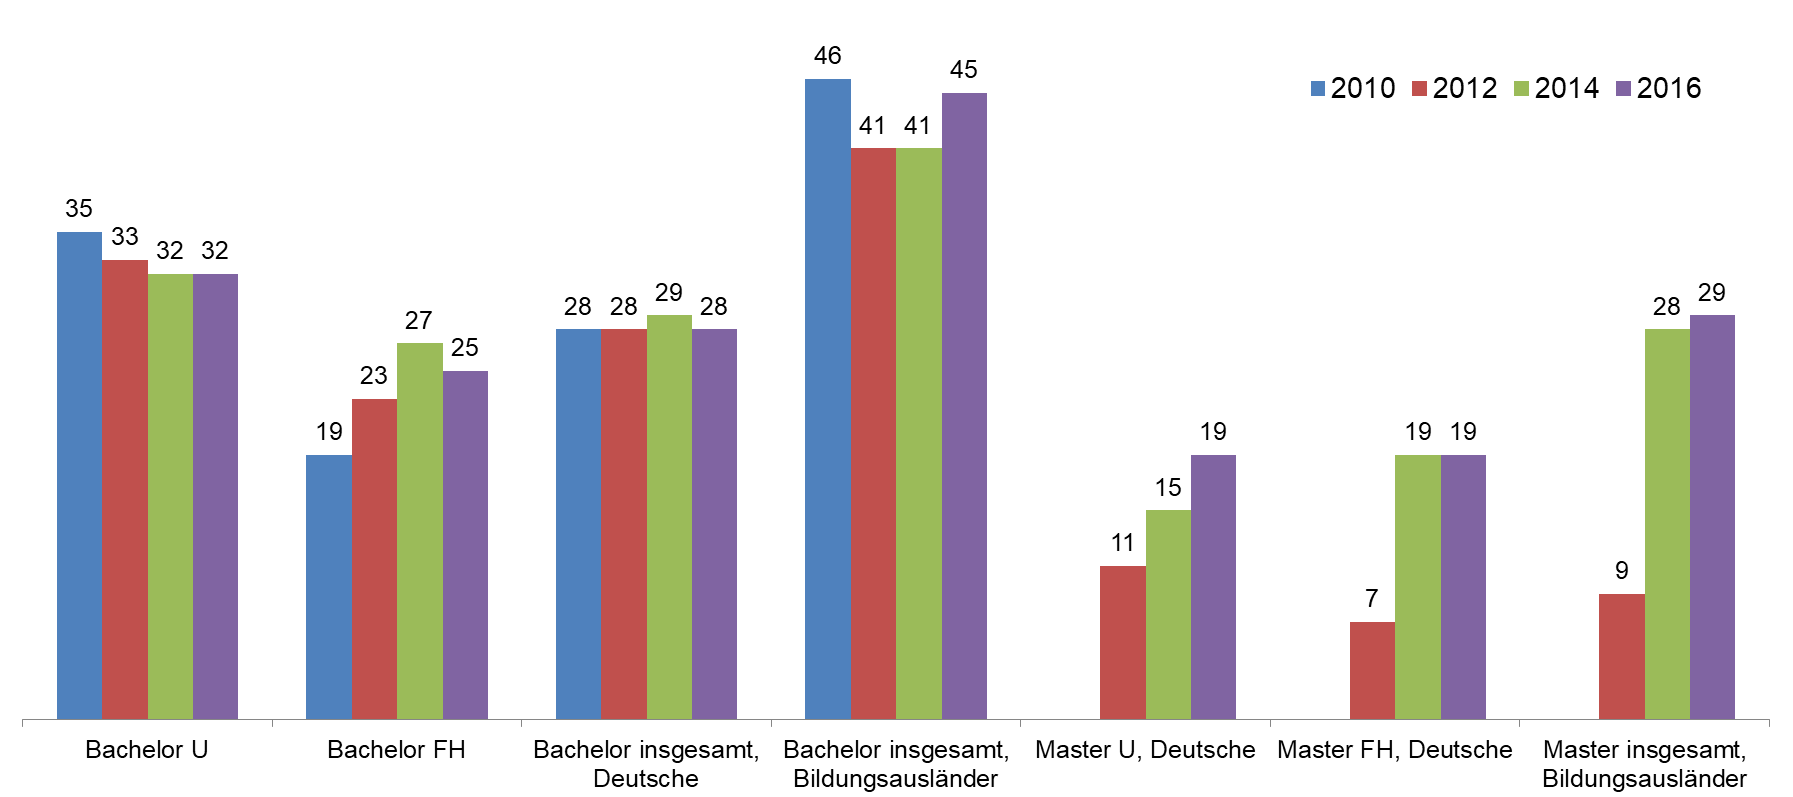 2010 2012 2014 2016
35 33 32 32
19 23 27 25
28 28 29 28
46 41 41 45
11 15 19
7 19 19
9 28 29
Bachelor U
Bachelor FH
Bachelor insgesamt,
Deutsche
Bachelor insgesamt,
Bildungsausländer
Master U, Deutsche
Master FH, Deutsche
Master insgesamt,
Bildungsausländer